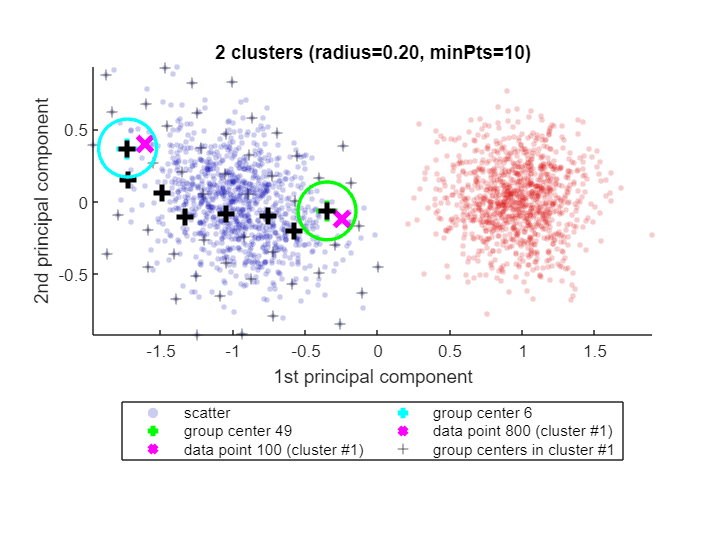 2 clusters (radius=0.20, minPts=10)
2nd principal component
0.5
0
-0.5
-1.5 -1 -0.5 0 0.5 1 1.5
1st principal component
scatter group center 6
group center 49 data point 800 (cluster #1)
data point 100 (cluster #1) group centers in cluster #1